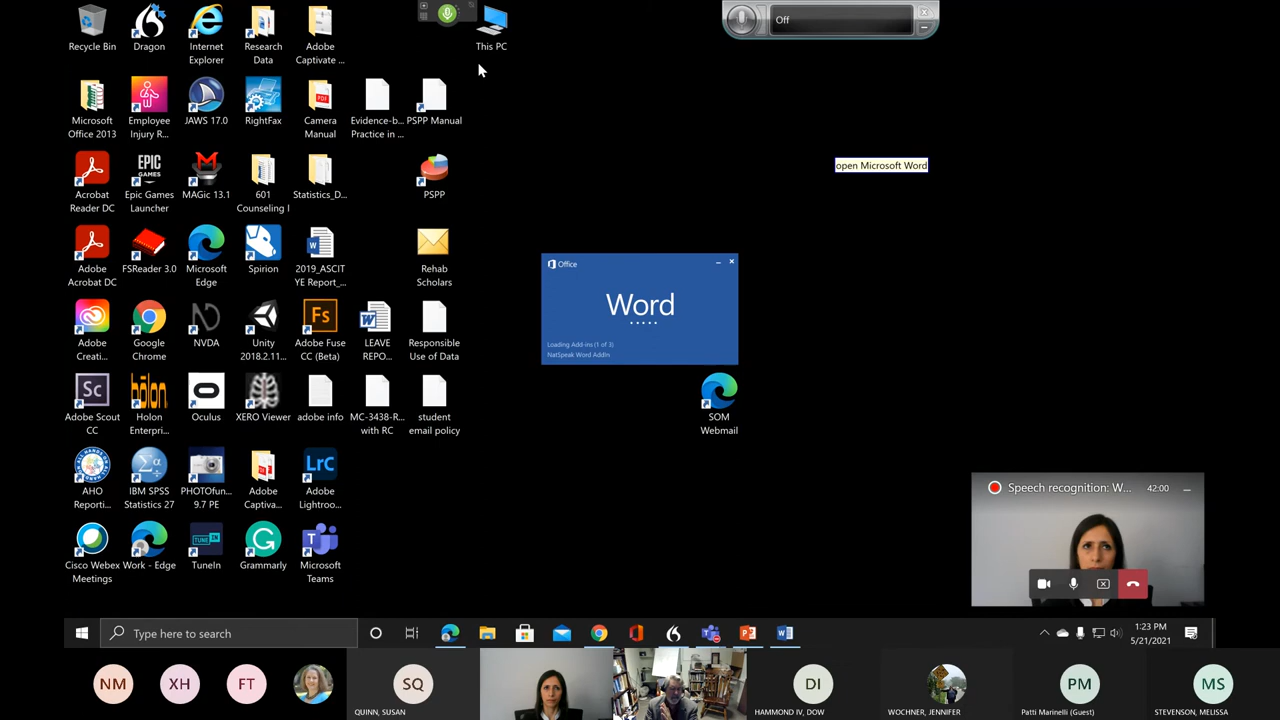 Off
Recycle Bin
Dragon
Internet
Explorer
Research
Data
Adobe
Captivate ...
This PC
Microsoft
Office 2013
Employee
Injury R...
JAWS 17.0
RightFax
Camera
Manual
Evidence-b...
Practice in ...
PSPP Manual
open Microsoft Word
Acrobat
Reader DC
EPIC
GAMES
Epic Games
Launcher
MAGic 13.1
601
Counseling I
Statistics_D...
PSPP
Adobe
Acrobat DC
FSReader 3.0
Microsoft
Edge
Spirion
2019_ASCIT
YE Report_...
Rehab
Scholars
Office
Word
Loading Add-ins (1 of 3)
NatSpeak Word Addin
Adobe
Creati...
Google
Chrome
NVDA
Unity
2018.2.11...
Fs
Adobe Fuse
CC (Beta)
LEAVE
REPO...
Responsible
Use of Data
Sc
Adobe Scout
CC
hōlon
Holon
Enterpri...
Oculus
XERO Viewer
adobe info
MC-3438-R...
with RC
student
email policy
SOM
Webmail
AHO
Reporti...
IBM SPSS
Statistics 27
PHOTOfun...
9.7 PE
Adobe
Captiva...
LrC
Adobe
Lightroo...
Speech recognition: W...
42:00
Cisco Webex
Meetings
Work - Edge
TUNE IN
TuneIn
Grammarly
Microsoft
Teams
Type here to search
1:23 PM
5/21/2021
NM
XH
FT
SQ
QUINN, SUSAN
DI
HAMMOND IV, DOW
WOCHNER, JENNIFER
PM
Patti Marinelli (Guest)
MS
STEVENSON, MELISSA